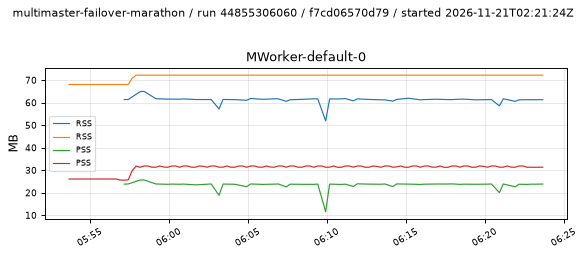 multimaster-failover-marathon / run 44855306060 / f7cd06570d79 / started 2026-11-21T02:21:24Z
MWorker-default-0
MB
70
60
50
40
30
20
10
RSS
RSS
PSS
PSS
05:55
06:00
06:05
06:10
06:15
06:20
06:25